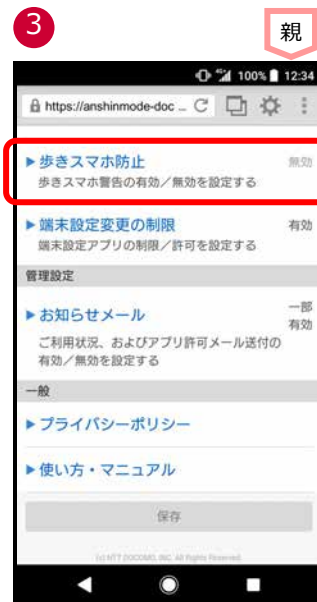 3
親
100% 12:34
https://anshinmode-doc ...
▶歩きスマホ防止 無効
歩きスマホ警告の有効／無効を設定する
▶端末設定変更の制限 有効
端末設定アプリの制限／許可を設定する
管理設定
▶お知らせメール 一部
有効
ご利用状況、およびアプリ許可メール送付の
有効／無効を設定する
一般
▶プライバシーポリシー
▶使い方・マニュアル
保存
(c) NTT DOCOMO, INC. All Rights Reserved.